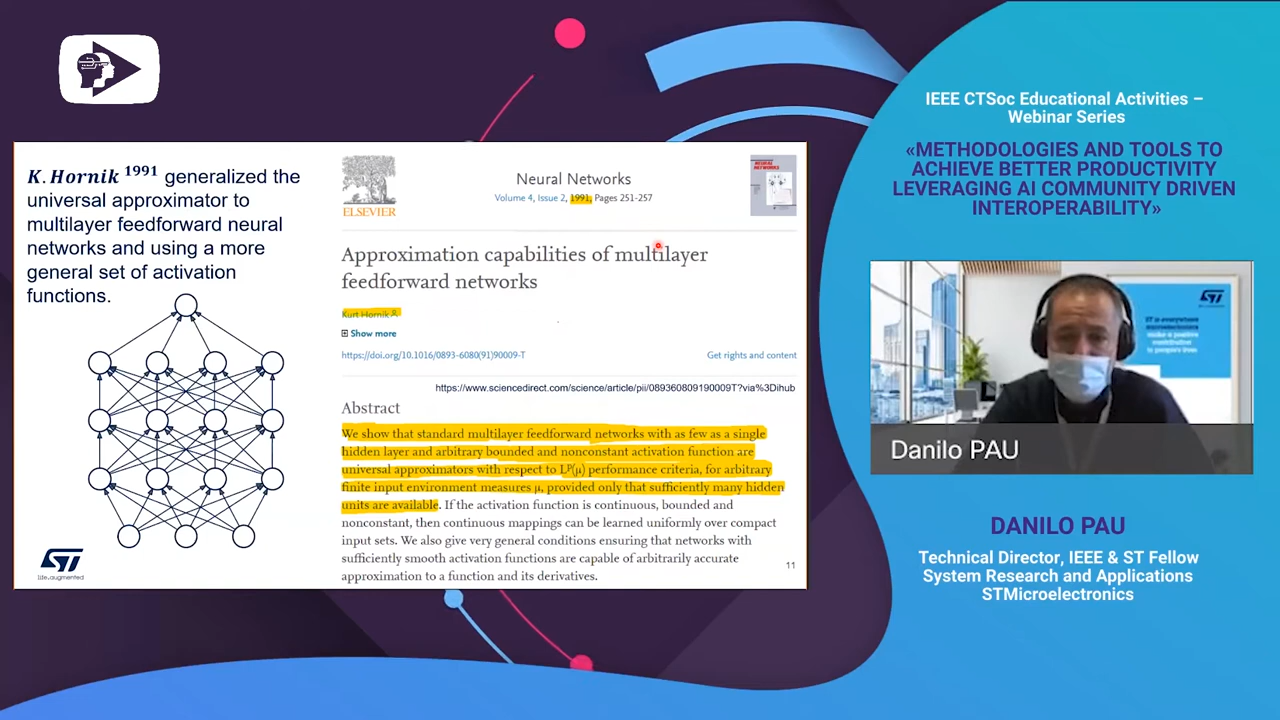 K. Hornik 1991 generalized the
universal approximator to
multilayer feedforward neural
networks and using a more
general set of activation
functions.
ST
life.augmented
ELSEVIER
Neural Networks
Volume 4, Issue 2, 1991, Pages 251-257
NEURAL NETWORKS
Approximation capabilities of multilayer
feedforward networks
Kurt Hornik
Show more
https://doi.org/10.1016/0893-6080(91)90009-T
Get rights and content
https://www.sciencedirect.com/science/article/pii/089360809190009T?via%3Dihub
Abstract
We show that standard multilayer feedforward networks with as few as a single
hidden layer and arbitrary bounded and nonconstant activation function are
universal approximators with respect to Lᵖ(μ) performance criteria, for arbitrary
finite input environment measures μ, provided only that sufficiently many hidden
units are available. If the activation function is continuous, bounded and
nonconstant, then continuous mappings can be learned uniformly over compact
input sets. We also give very general conditions ensuring that networks with
sufficiently smooth activation functions are capable of arbitrarily accurate
approximation to a function and its derivatives.
11
IEEE CTSoc Educational Activities –
Webinar Series
«METHODOLOGIES AND TOOLS TO
ACHIEVE BETTER PRODUCTIVITY
LEVERAGING AI COMMUNITY DRIVEN
INTEROPERABILITY»
ST
Danilo PAU
DANILO PAU
Technical Director, IEEE & ST Fellow
System Research and Applications
STMicroelectronics